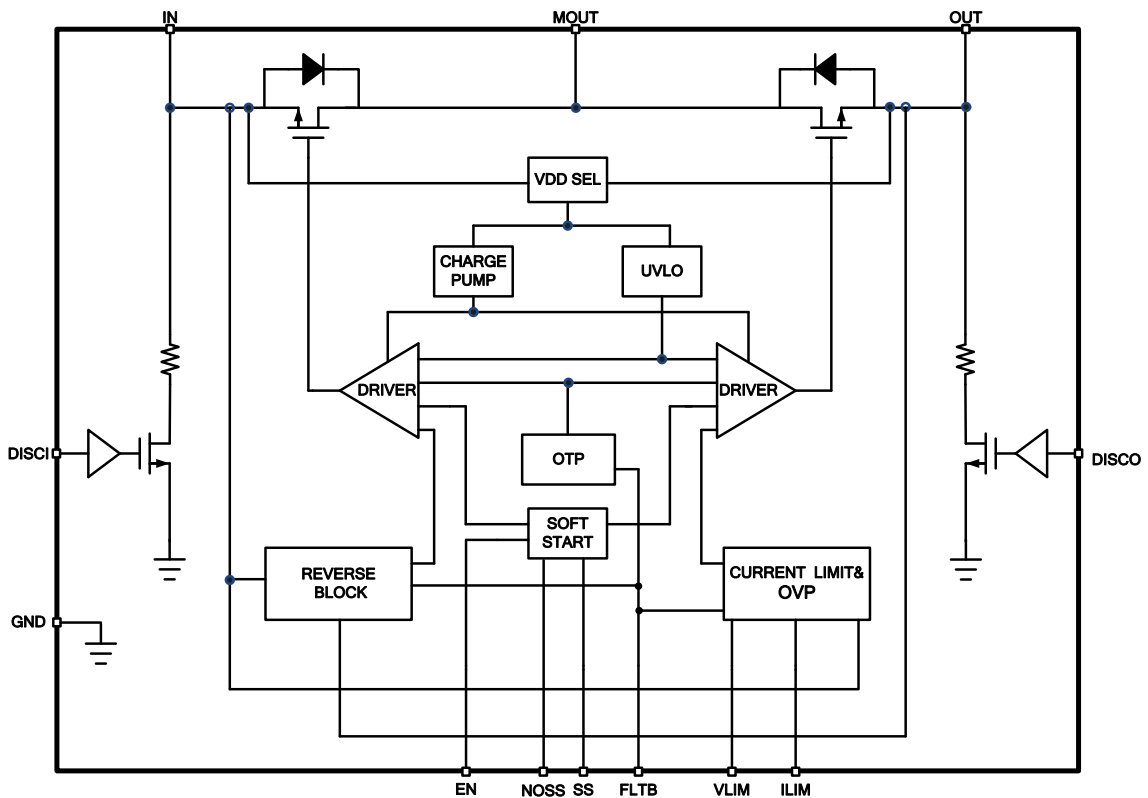 IN
MOUT
OUT
VDD SEL
CHARGE
PUMP
UVLO
DRIVER
DRIVER
DISCI
OTP
DISCO
SOFT
START
REVERSE
BLOCK
CURRENT LIMIT&
OVP
GND
EN
NOSS
SS
FLTB
VLIM
ILIM